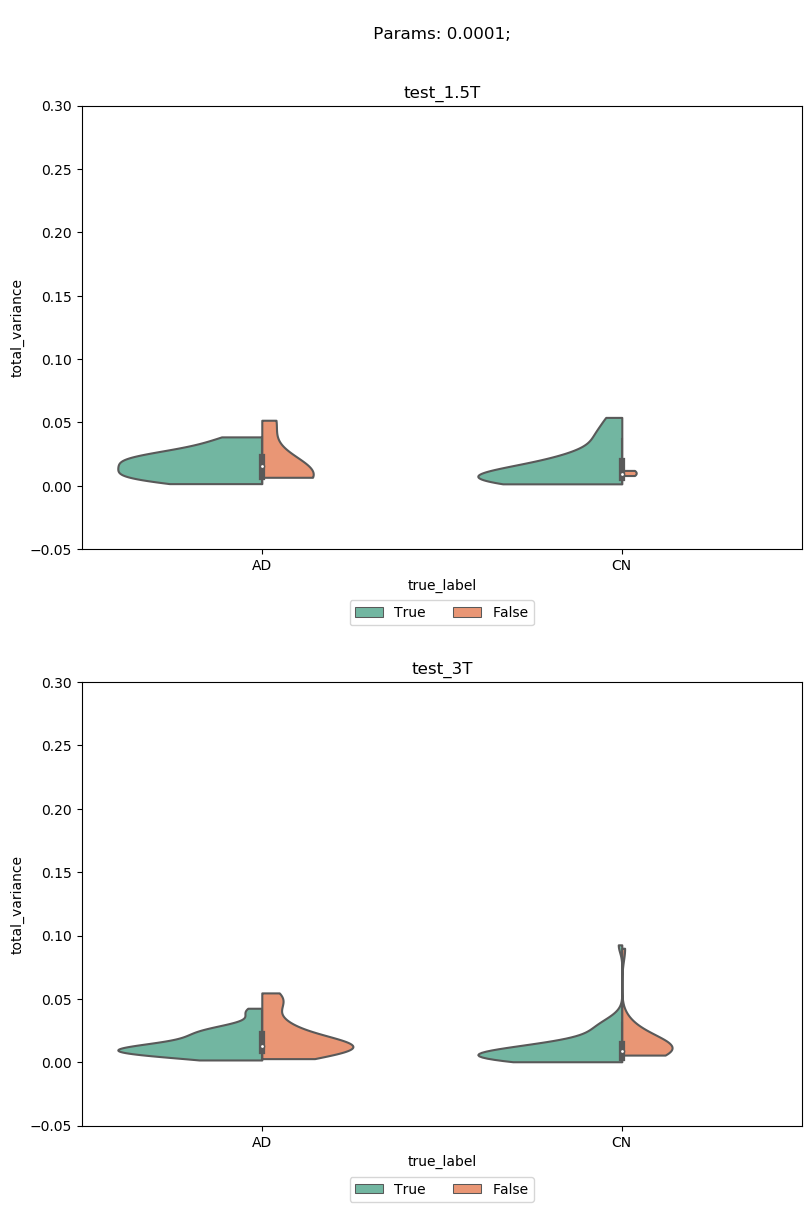 Params: 0.0001;
test_1.5T
0.30
0.25
0.20
0.15
0.10
0.05
0.00
−0.05
total_variance
AD CN
true_label
True False
test_3T
0.30
0.25
0.20
0.15
0.10
0.05
0.00
−0.05
total_variance
AD CN
true_label
True False